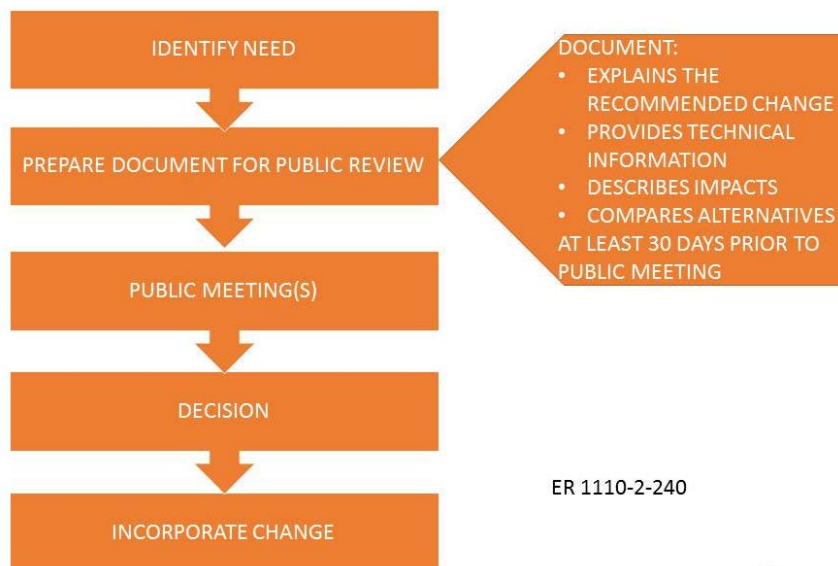 IDENTIFY NEED
PREPARE DOCUMENT FOR PUBLIC REVIEW
PUBLIC MEETING(S)
DECISION
INCORPORATE CHANGE
DOCUMENT:
• EXPLAINS THE
RECOMMENDED CHANGE
• PROVIDES TECHNICAL
INFORMATION
• DESCRIBES IMPACTS
• COMPARES ALTERNATIVES
AT LEAST 30 DAYS PRIOR TO
PUBLIC MEETING
ER 1110-2-240